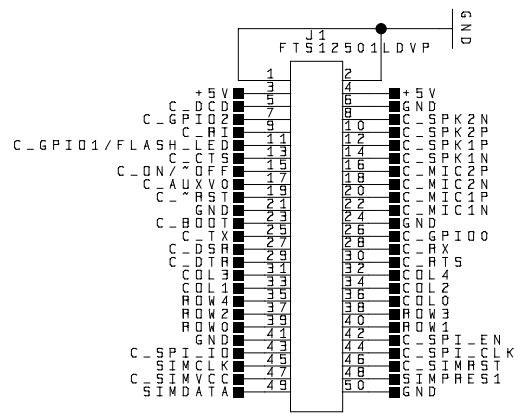 GND
J1
FTS12501LDVP
1 2
+5V 3 4 +5V
C_DCD 5 6 GND
C_GPIO2 7 8 C_SPK2N
C_RI 9 10 C_SPK2P
C_GPIO1/FLASH_LED 11 12 C_SPK1P
C_CTS 13 14 C_SPK1N
C_ON/~OFF 15 16 C_MIC2P
C_AUXV0 17 18 C_MIC2N
C_~RST 19 20 C_MIC1P
GND 21 22 C_MIC1N
C_BOOT 23 24 GND
C_TX 25 26 C_GPIO0
C_DSR 27 28 C_RX
C_DTR 29 30 C_RTS
COL3 31 32 COL4
COL1 33 34 COL2
ROW4 35 36 COL0
ROW2 37 38 ROW3
ROW0 39 40 ROW1
GND 41 42 C_SPI_EN
C_SPI_IO 43 44 C_SPI_CLK
SIMCLK 45 46 C_SIMRST
C_SIMVCC 47 48 SIMPRES1
SIMDATA 49 50 GND